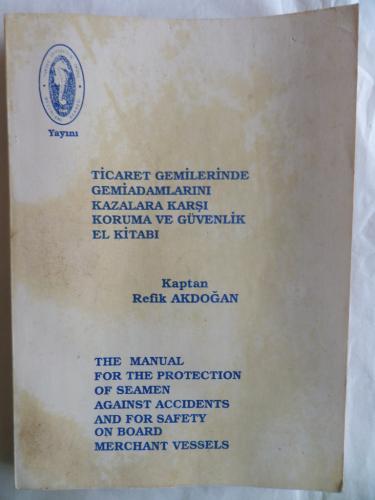 Yayını
TİCARET GEMİLERİNDE
GEMİADAMLARINI
KAZALARA KARŞI
KORUMA VE GÜVENLİK
EL KİTABI
Kaptan
Refik AKDOĞAN
THE MANUAL
FOR THE PROTECTION
OF SEAMEN
AGAINST ACCIDENTS
AND FOR SAFETY
ON BOARD
MERCHANT VESSELS